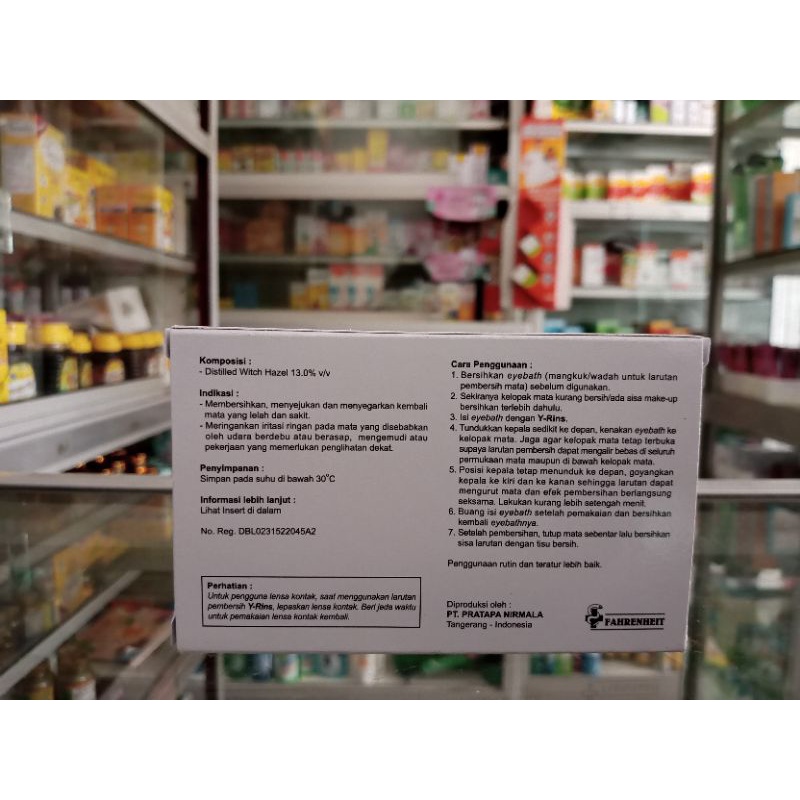 Komposisi :
- Distilled Witch Hazel 13.0% v/v
Indikasi :
- Membersihkan, menyejukan dan menyegarkan kembali
mata yang lelah dan sakit.
- Meringankan iritasi ringan pada mata yang disebabkan
oleh udara berdebu atau berasap, mengemudi atau
pekerjaan yang memerlukan penglihatan dekat.
Penyimpanan :
Simpan pada suhu di bawah 30°C
Informasi lebih lanjut :
Lihat Insert di dalam
No. Reg. DBL0231522045A2
Perhatian :
Untuk pengguna lensa kontak, saat menggunakan larutan
pembersih Y-Rins, lepaskan lensa kontak. Beri jeda waktu
untuk pemakaian lensa kontak kembali.
Cara Penggunaan :
1. Bersihkan eyebath (mangkuk/wadah untuk larutan
pembersih mata) sebelum digunakan.
2. Sekiranya kelopak mata kurang bersih/ada sisa make-up
bersihkan terlebih dahulu.
3. Isi eyebath dengan Y-Rins.
4. Tundukkan kepala sedikit ke depan, kenakan eyebath ke
kelopak mata. Jaga agar kelopak mata tetap terbuka
supaya larutan pembersih dapat mengalir bebas di seluruh
permukaan mata maupun di bawah kelopak mata.
5. Posisi kepala tetap menunduk ke depan, goyangkan
kepala ke kiri dan ke kanan sehingga larutan dapat
mengurut mata dan efek pembersihan berlangsung
seksama. Lakukan kurang lebih setengah menit.
6. Buang isi eyebath setelah pemakaian dan bersihkan
kembali eyebathnya.
7. Setelah pembersihan, tutup mata sebentar lalu bersihkan
sisa larutan dengan tisu bersih.
Penggunaan rutin dan teratur lebih baik.
Diproduksi oleh :
PT. PRATAPA NIRMALA
Tangerang - Indonesia
FAHRENHEIT